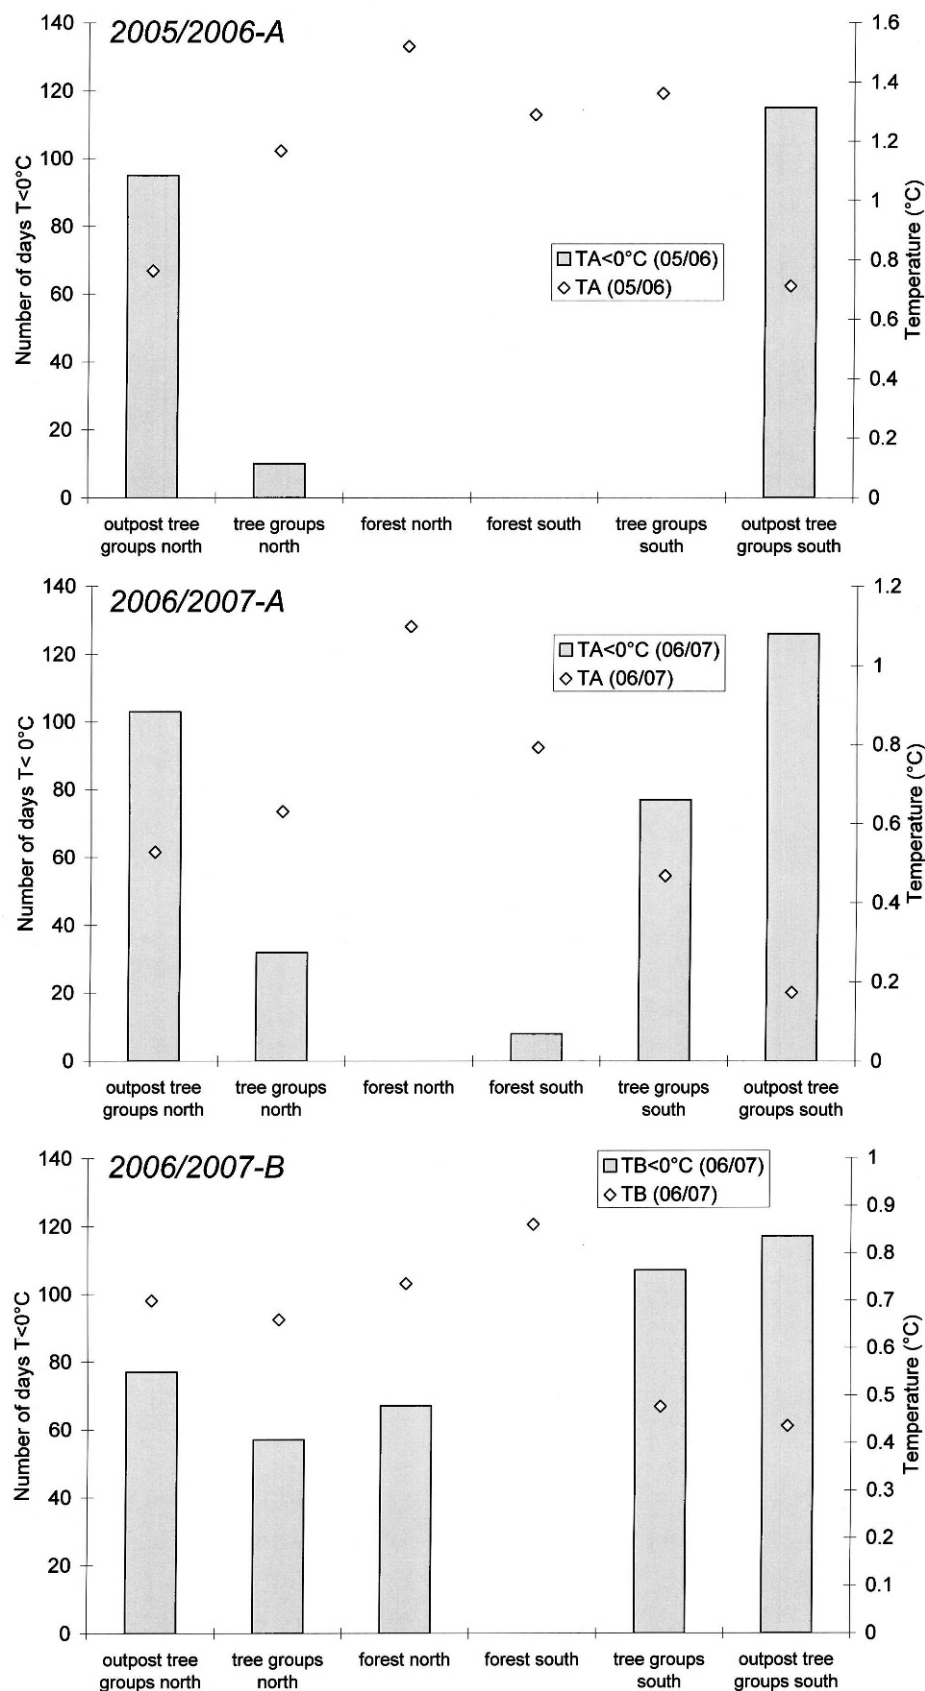 2005/2006-A
140
120
100
80
60
40
20
0
Number of days T<0°C
1.6
1.4
1.2
1
0.8
0.6
0.4
0.2
0
Temperature (°C)
TA<0°C (05/06)
TA (05/06)
outpost tree groups north
tree groups north
forest north
forest south
tree groups south
outpost tree groups south
2006/2007-A
140
120
100
80
60
40
20
0
Number of days T< 0°C
1.2
1
0.8
0.6
0.4
0.2
0
Temperature (°C)
TA<0°C (06/07)
TA (06/07)
outpost tree groups north
tree groups north
forest north
forest south
tree groups south
outpost tree groups south
2006/2007-B
140
120
100
80
60
40
20
0
Number of days T<0°C
1
0.9
0.8
0.7
0.6
0.5
0.4
0.3
0.2
0.1
0
Temperature (°C)
TB<0°C (06/07)
TB (06/07)
outpost tree groups north
tree groups north
forest north
forest south
tree groups south
outpost tree groups south